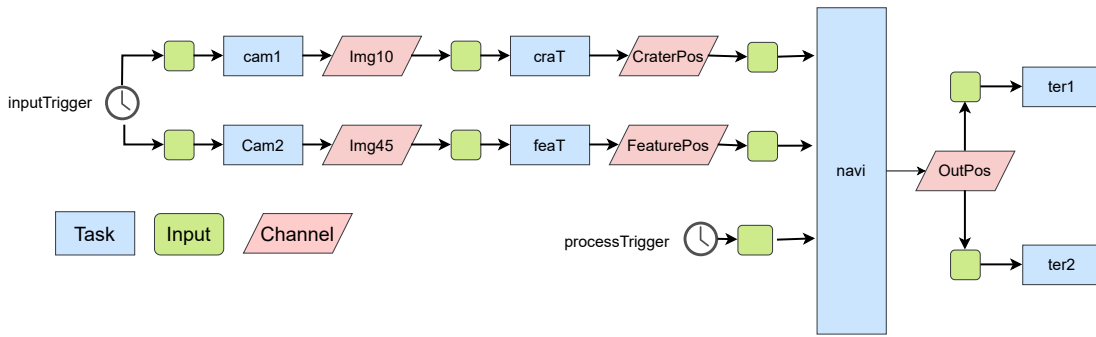 cam1
Img10
craT
CraterPos
ter1
inputTrigger
Cam2
Img45
feaT
FeaturePos
navi
OutPos
Task
Input
Channel
processTrigger
ter2